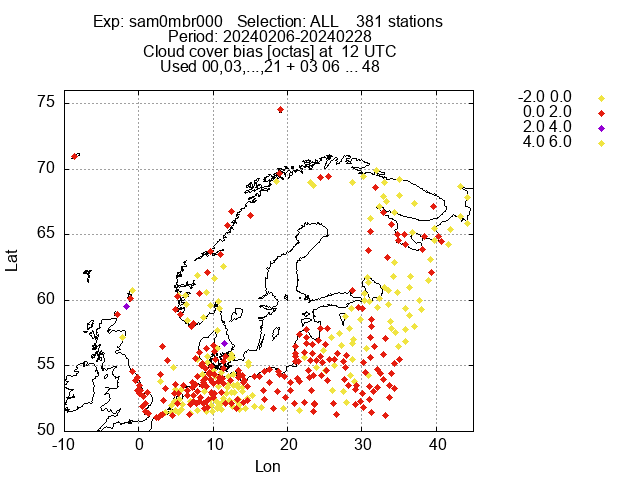 Exp: sam0mbr000 Selection: ALL 381 stations
Period: 20240206-20240228
Cloud cover bias [octas] at 12 UTC
Used 00,03,...,21 + 03 06 ... 48
-2.0 0.0
0.0 2.0
2.0 4.0
4.0 6.0
75
70
65
60
55
50
Lat
-10 0 10 20 30 40
Lon